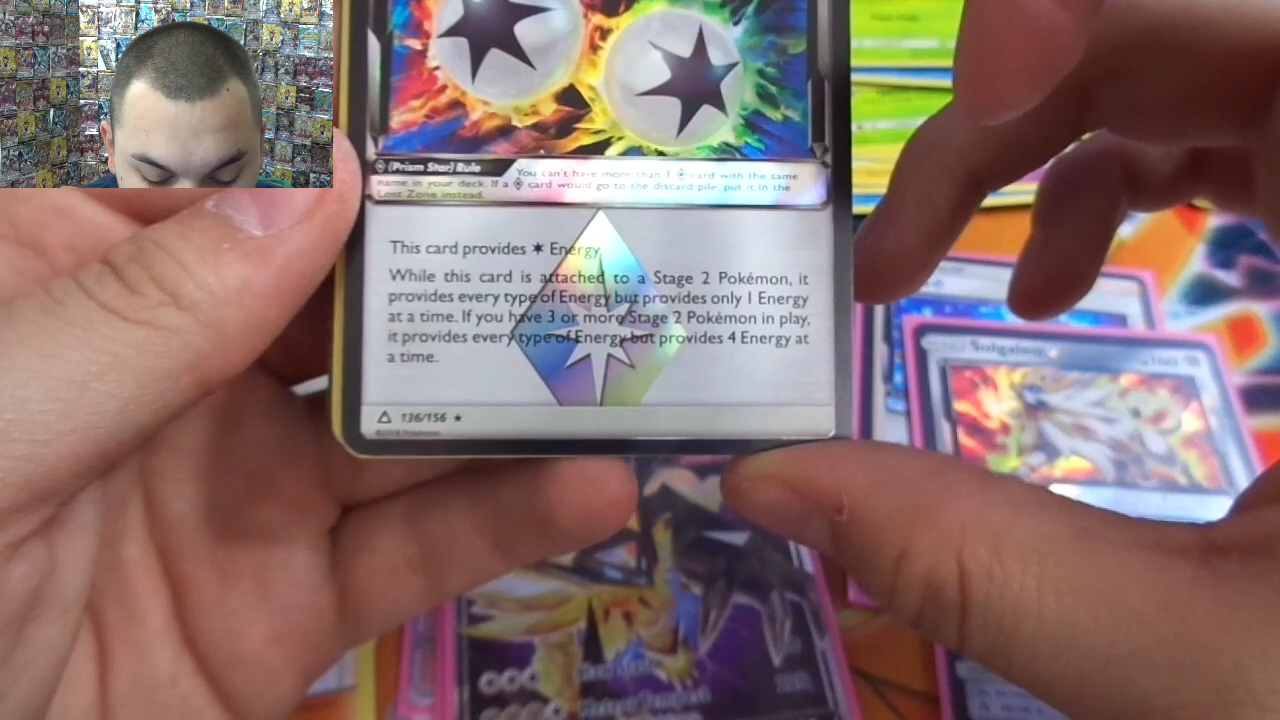 (Prism Star) Rule You can't have more than 1 card with the same
name in your deck. If a card would go to the discard pile, put it in the
Lost Zone instead.
This card provides Energy
While this card is attached to a Stage 2 Pokémon, it
provides every type of Energy but provides only 1 Energy
at a time. If you have 3 or more Stage 2 Pokémon in play,
it provides every type of Energy but provides 4 Energy at
a time.
136/156
©2018 Pokémon
Solgaleo
160